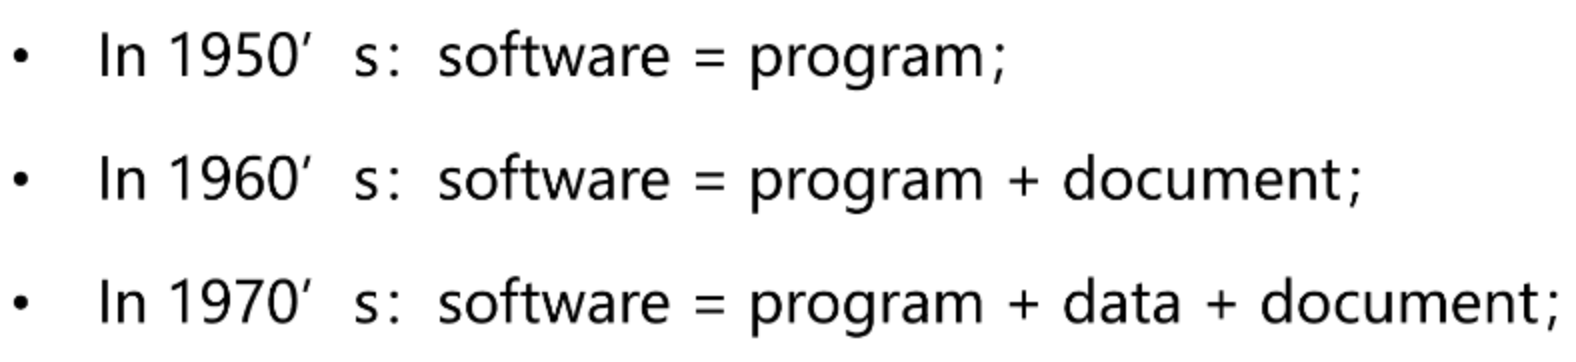 • In 1950’ s: software = program;
• In 1960’ s: software = program + document;
• In 1970’ s: software = program + data + document;